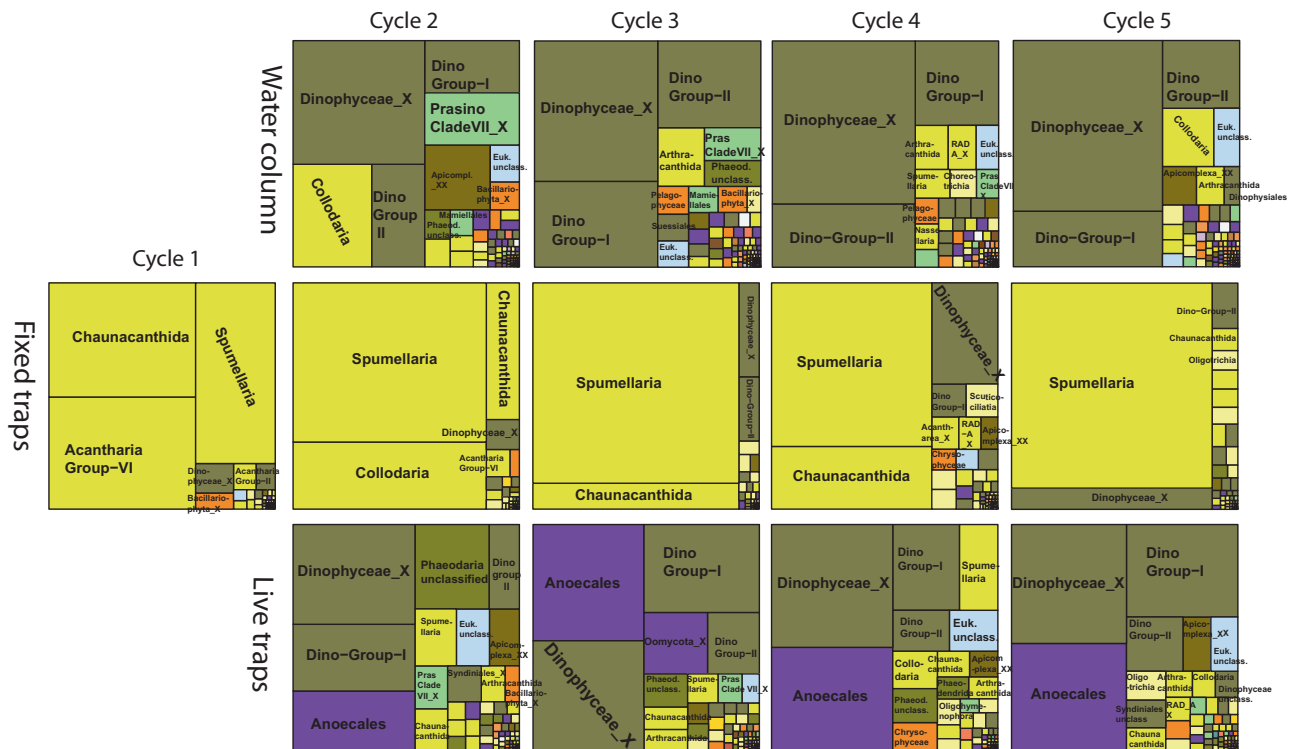 Cycle 2
Cycle 3
Cycle 4
Cycle 5
Water column
Dinophyceae_X
Dino
Group−I
Prasino
CladeVII_X
Collodaria
Dino
Group
II
Apicompl.
_XX
Euk.
unclass.
Bacillario-
phyta_X
Mamiellales
Phaeod.
unclass.
Dinophyceae_X
Dino
Group−II
Dino
Group−I
Arthra-
canthida
Pras
CladeVII_X
Phaeod.
unclass.
Pelago-
phyceae
Mamie-
llales
Bacillario-
phyta_X
Suessiales
Euk.
unclass.
Dinophyceae_X
Dino
Group−I
Dino−Group−II
Arthra-
canthida
RAD
A_X
Euk.
unclass.
Spume-
llaria
Choreo-
trichia
Pras
CladeVII
X
Pelago-
phyceae
Nasse
llaria
Dinophyceae_X
Dino
Group−II
Dino−Group−I
Collodaria
Euk.
unclass.
Apicomplexa_XX
Arthracanthida
Dinophysiales
Cycle 1
Fixed traps
Chaunacanthida
Spumellaria
Acantharia
Group−VI
Dino-
phyceae_X
Acantharia
Group−II
Bacillario-
phyta_X
Spumellaria
Chaunacanthida
Collodaria
Dinophyceae_X
Acantharia
Group−VI
Spumellaria
Dinophyceae_X
Dino−Group−II
Chaunacanthida
Spumellaria
Dinophyceae_X
Chaunacanthida
Dino
Group−I
Scutico-
ciliatia
Acanth-
area_X
RAD
−A
X
Apico-
mplexa_XX
Chryso-
phyceae
Spumellaria
Dino−Group−II
Chaunacanthida
Oligotrichia
Dinophyceae_X
Live traps
Dinophyceae_X
Phaeodaria
unclassified
Dino
group
II
Dino−Group−I
Spume-
llaria
Euk.
unclass.
Apicom-
plexa_XX
Anoecales
Pras
Clade
VII_X
Syndiniales_X
Arthracanthida
Bacillario-
phyta_X
Chauna-
canthida
Anoecales
Dino
Group−I
Dinophyceae_X
Oomycota_X
Dino
Group−II
Phaeod.
unclass.
Spume-
llaria
Pras
Clade VII_X
Chaunacanthida
Arthracanthida
Dinophyceae_X
Dino
Group−I
Spume-
llaria
Anoecales
Dino
Group−II
Euk.
unclass.
Collo-
daria
Chauna-
canthida
Apicom
plexa_XX
Phaeo-
dendrida
Arthra-
canthida
Phaeod.
unclass.
Oligohyme-
nophora
Chryso-
phyceae
Dinophyceae_X
Dino
Group−I
Anoecales
Dino
Group−II
Apico-
mplexa_XX
Euk.
unclass.
Oligo
trichia
Arthra-
canthida
Collodaria
Dinophyceae
unclass.
Syndiniales
unclass
RAD_A
X
Chauna
canthida